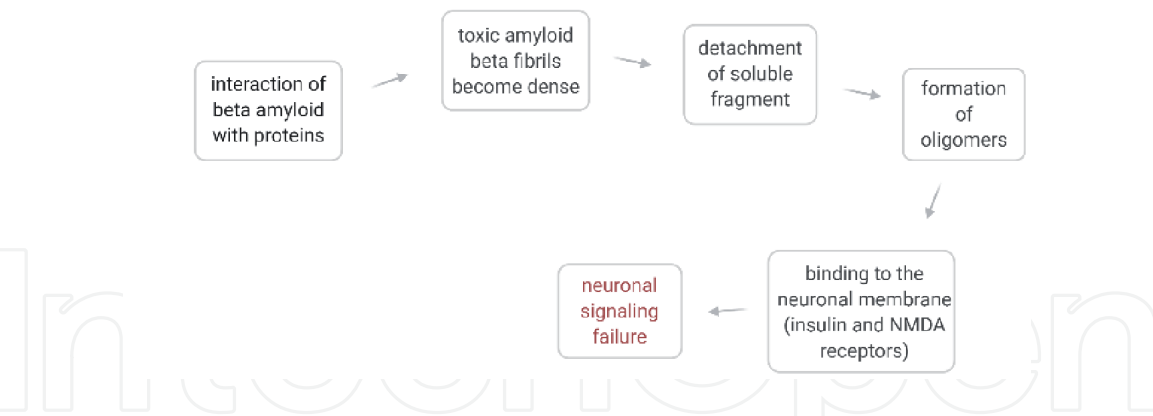 interaction of
beta amyloid
with proteins
toxic amyloid
beta fibrils
become dense
detachment
of soluble
fragment
formation
of
oligomers
binding to the
neuronal membrane
(insulin and NMDA
receptors)
neuronal
signaling
failure
IntechOpen